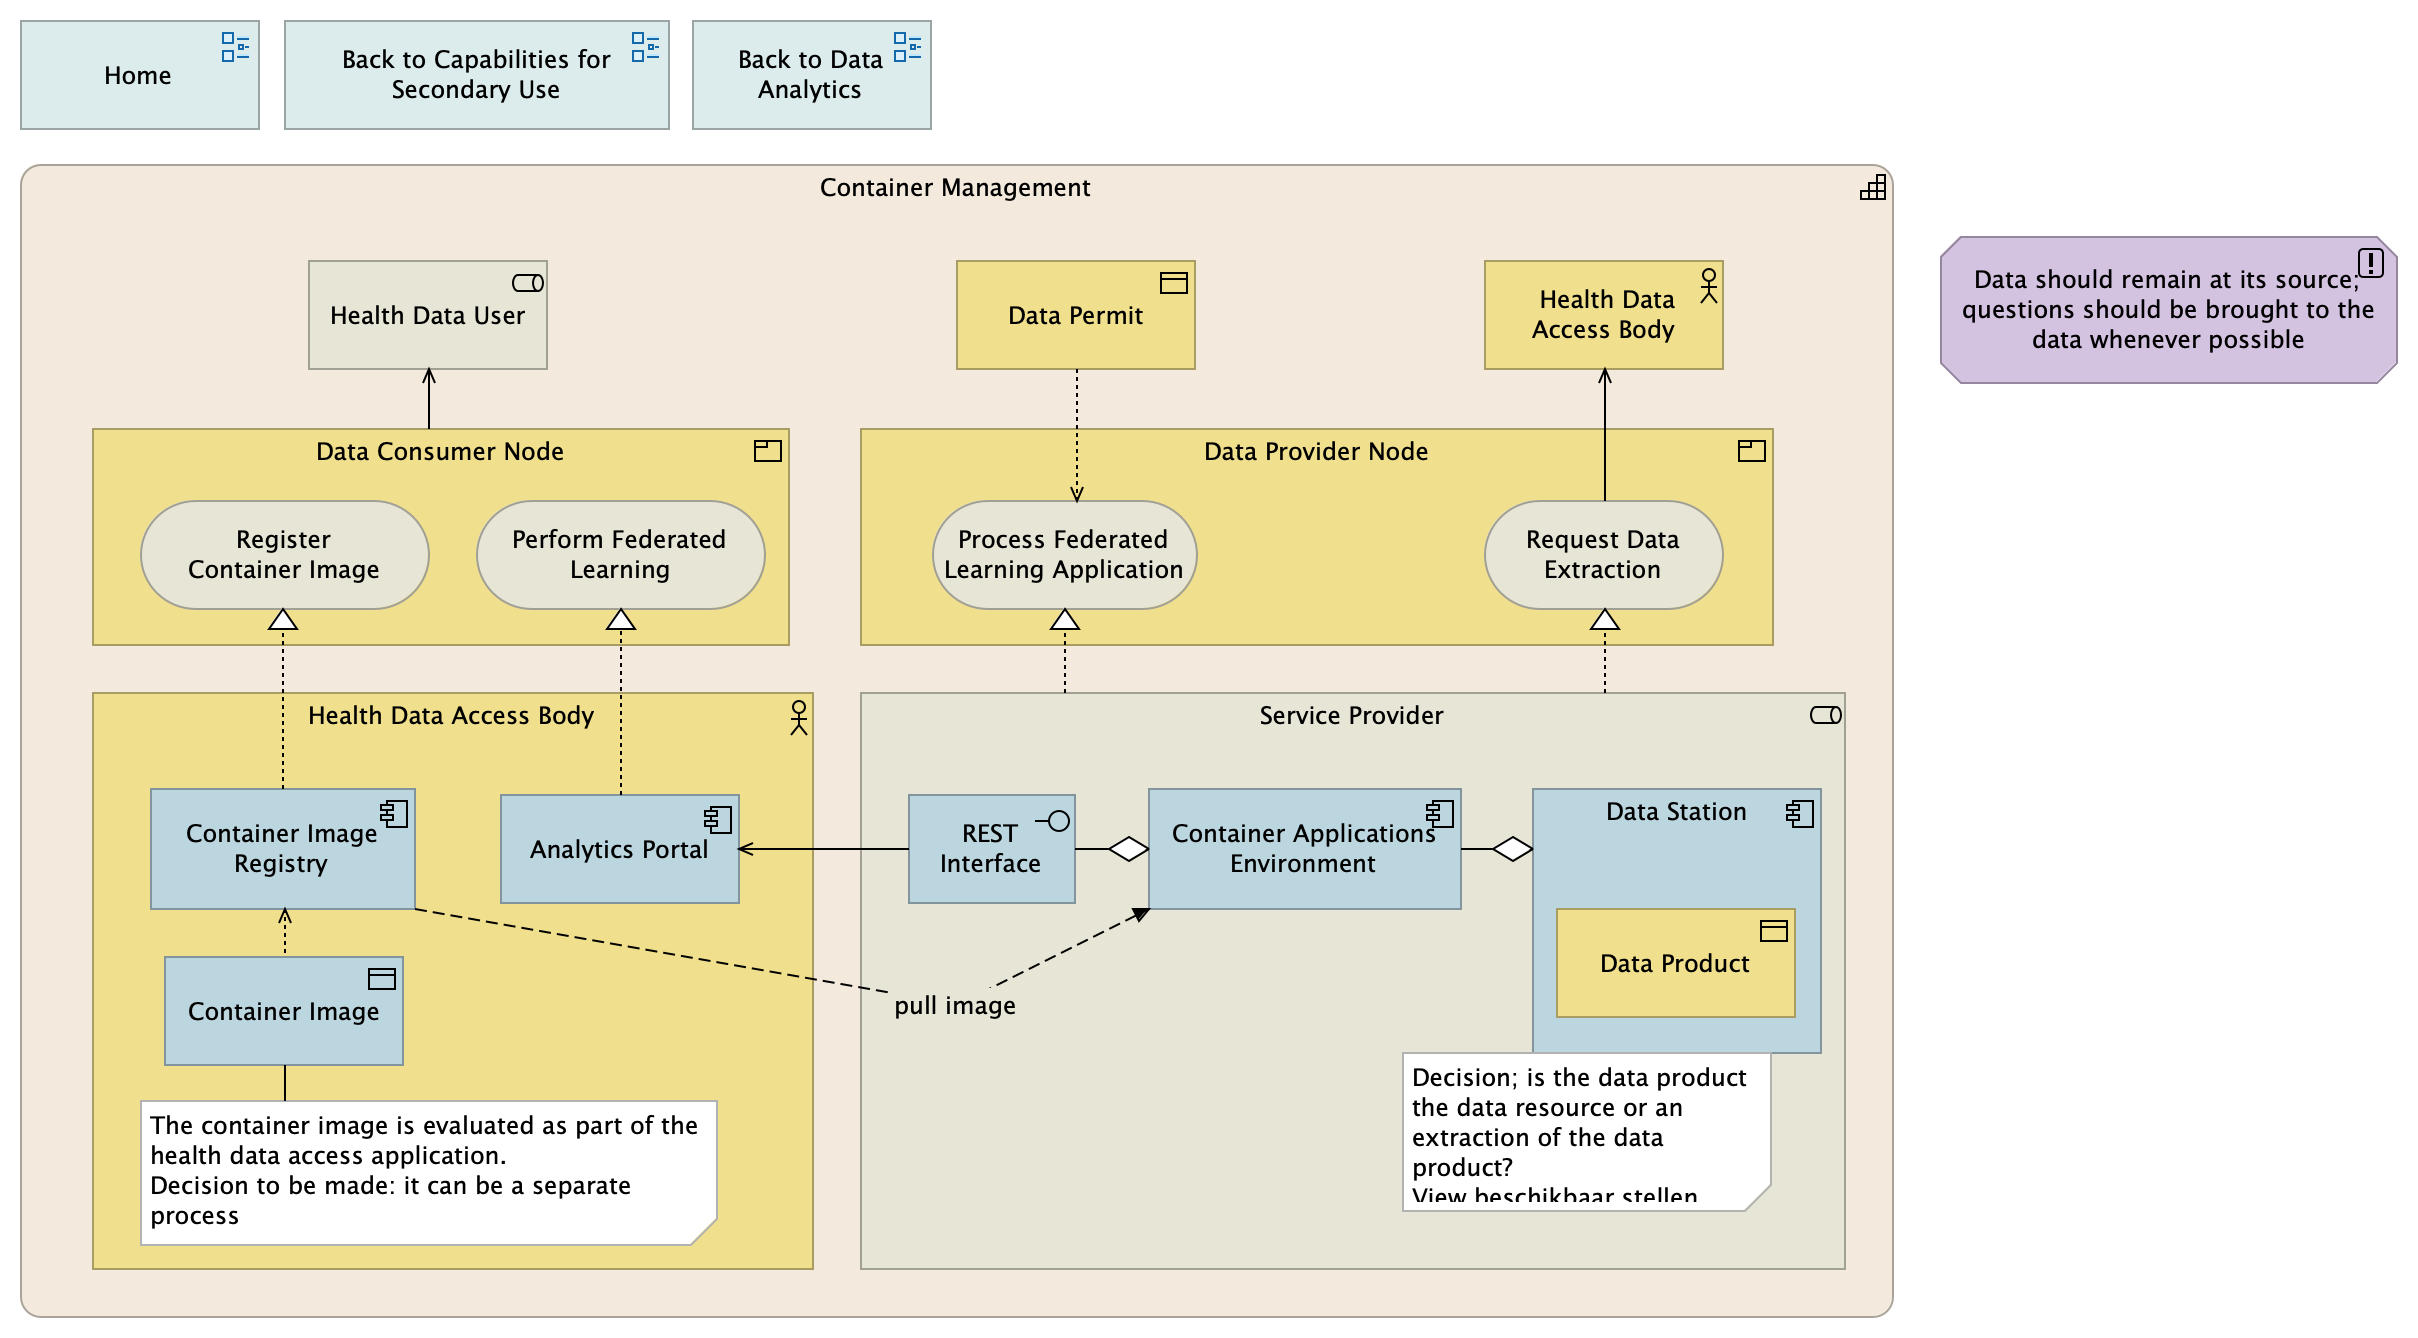 Home
Back to Capabilities for
Secondary Use
Back to Data
Analytics
Container Management
Data should remain at its source;
questions should be brought to the
data whenever possible
Health Data User
Data Permit
Health Data
Access Body
Data Consumer Node
Register
Container Image
Perform Federated
Learning
Data Provider Node
Process Federated
Learning Application
Request Data
Extraction
Health Data Access Body
Container Image
Registry
Analytics Portal
Container Image
The container image is evaluated as part of the
health data access application.
Decision to be made: it can be a separate
process
pull image
Service Provider
REST
Interface
Container Applications
Environment
Data Station
Data Product
Decision; is the data product
the data resource or an
extraction of the data
product?
View beschikbaar stellen